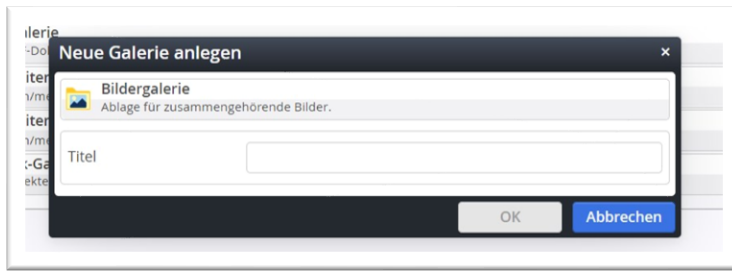 Neue Galerie anlegen
Bildergalerie
Ablage für zusammengehörende Bilder.
Titel
OK
Abbrechen